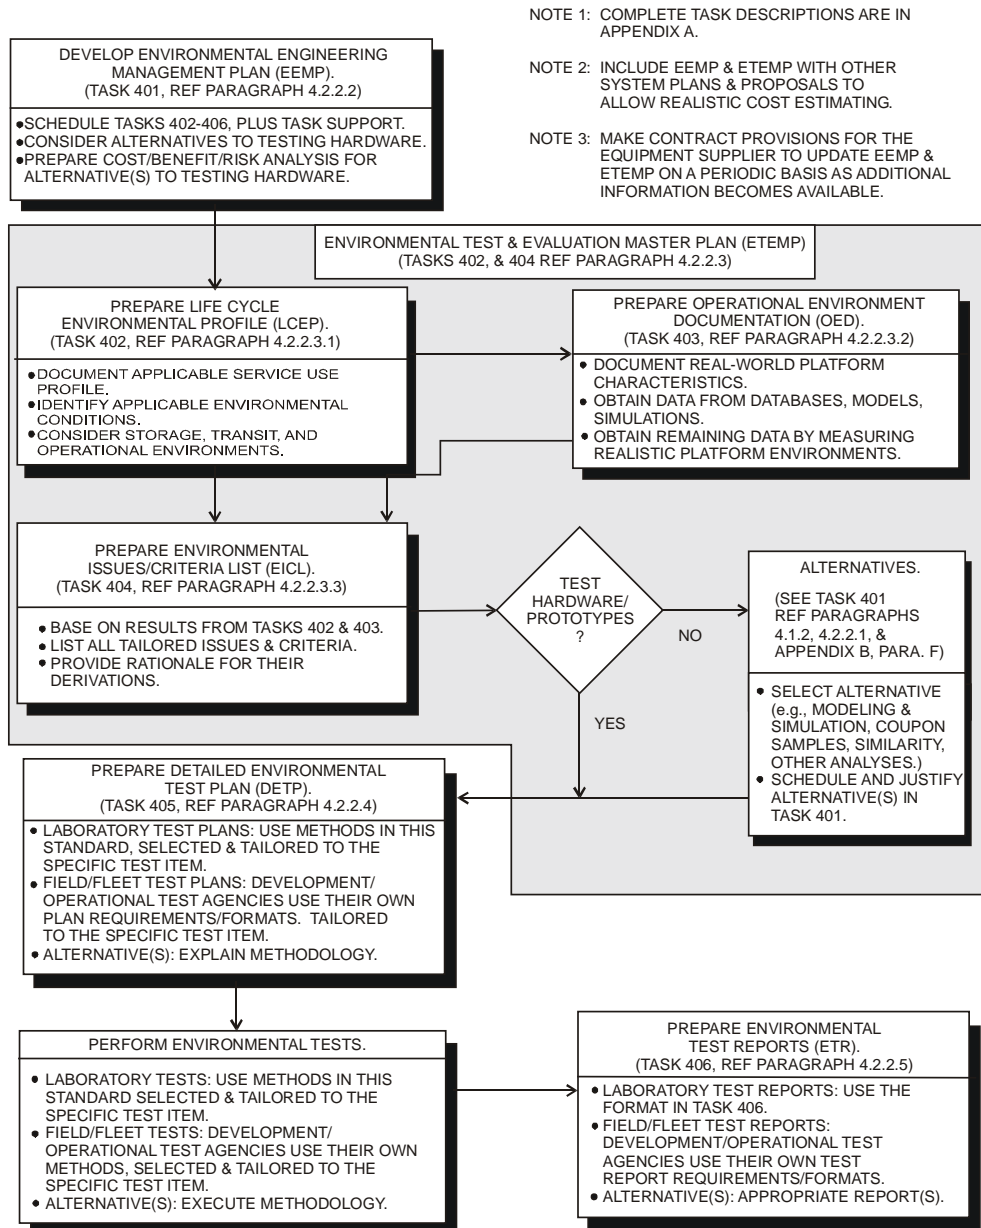 NOTE 1: COMPLETE TASK DESCRIPTIONS ARE IN
APPENDIX A.
NOTE 2: INCLUDE EEMP & ETEMP WITH OTHER
SYSTEM PLANS & PROPOSALS TO
ALLOW REALISTIC COST ESTIMATING.
NOTE 3: MAKE CONTRACT PROVISIONS FOR THE
EQUIPMENT SUPPLIER TO UPDATE EEMP &
ETEMP ON A PERIODIC BASIS AS ADDITIONAL
INFORMATION BECOMES AVAILABLE.
DEVELOP ENVIRONMENTAL ENGINEERING
MANAGEMENT PLAN (EEMP).
(TASK 401, REF PARAGRAPH 4.2.2.2)
● SCHEDULE TASKS 402-406, PLUS TASK SUPPORT.
● CONSIDER ALTERNATIVES TO TESTING HARDWARE.
● PREPARE COST/BENEFIT/RISK ANALYSIS FOR
ALTERNATIVE(S) TO TESTING HARDWARE.
ENVIRONMENTAL TEST & EVALUATION MASTER PLAN (ETEMP)
(TASKS 402, & 404 REF PARAGRAPH 4.2.2.3)
PREPARE LIFE CYCLE
ENVIRONMENTAL PROFILE (LCEP).
(TASK 402, REF PARAGRAPH 4.2.2.3.1)
● DOCUMENT APPLICABLE SERVICE USE
PROFILE.
● IDENTIFY APPLICABLE ENVIRONMENTAL
CONDITIONS.
● CONSIDER STORAGE, TRANSIT, AND
OPERATIONAL ENVIRONMENTS.
PREPARE OPERATIONAL ENVIRONMENT
DOCUMENTATION (OED).
(TASK 403, REF PARAGRAPH 4.2.2.3.2)
● DOCUMENT REAL-WORLD PLATFORM
CHARACTERISTICS.
● OBTAIN DATA FROM DATABASES, MODELS,
SIMULATIONS.
● OBTAIN REMAINING DATA BY MEASURING
REALISTIC PLATFORM ENVIRONMENTS.
PREPARE ENVIRONMENTAL
ISSUES/CRITERIA LIST (EICL).
(TASK 404, REF PARAGRAPH 4.2.2.3.3)
● BASE ON RESULTS FROM TASKS 402 & 403.
● LIST ALL TAILORED ISSUES & CRITERIA.
● PROVIDE RATIONALE FOR THEIR
DERIVATIONS.
TEST
HARDWARE/
PROTOTYPES
?
NO
YES
ALTERNATIVES.
(SEE TASK 401
REF PARAGRAPHS
4.1.2, 4.2.2.1, &
APPENDIX B, PARA. F)
● SELECT ALTERNATIVE
(e.g., MODELING &
SIMULATION, COUPON
SAMPLES, SIMILARITY,
OTHER ANALYSES.)
● SCHEDULE AND JUSTIFY
ALTERNATIVE(S) IN
TASK 401.
PREPARE DETAILED ENVIRONMENTAL
TEST PLAN (DETP).
(TASK 405, REF PARAGRAPH 4.2.2.4)
● LABORATORY TEST PLANS: USE METHODS IN THIS
STANDARD, SELECTED & TAILORED TO THE
SPECIFIC TEST ITEM.
● FIELD/FLEET TEST PLANS: DEVELOPMENT/
OPERATIONAL TEST AGENCIES USE THEIR OWN
PLAN REQUIREMENTS/FORMATS. TAILORED
TO THE SPECIFIC TEST ITEM.
● ALTERNATIVE(S): EXPLAIN METHODOLOGY.
PERFORM ENVIRONMENTAL TESTS.
● LABORATORY TESTS: USE METHODS IN THIS
STANDARD SELECTED & TAILORED TO THE
SPECIFIC TEST ITEM.
● FIELD/FLEET TESTS: DEVELOPMENT/
OPERATIONAL TEST AGENCIES USE THEIR OWN
METHODS, SELECTED & TAILORED TO THE
SPECIFIC TEST ITEM.
● ALTERNATIVE(S): EXECUTE METHODOLOGY.
PREPARE ENVIRONMENTAL
TEST REPORTS (ETR).
(TASK 406, REF PARAGRAPH 4.2.2.5)
● LABORATORY TEST REPORTS: USE THE
FORMAT IN TASK 406.
● FIELD/FLEET TEST REPORTS:
DEVELOPMENT/OPERATIONAL TEST
AGENCIES USE THEIR OWN TEST
REPORT REQUIREMENTS/FORMATS.
● ALTERNATIVE(S): APPROPRIATE REPORT(S).